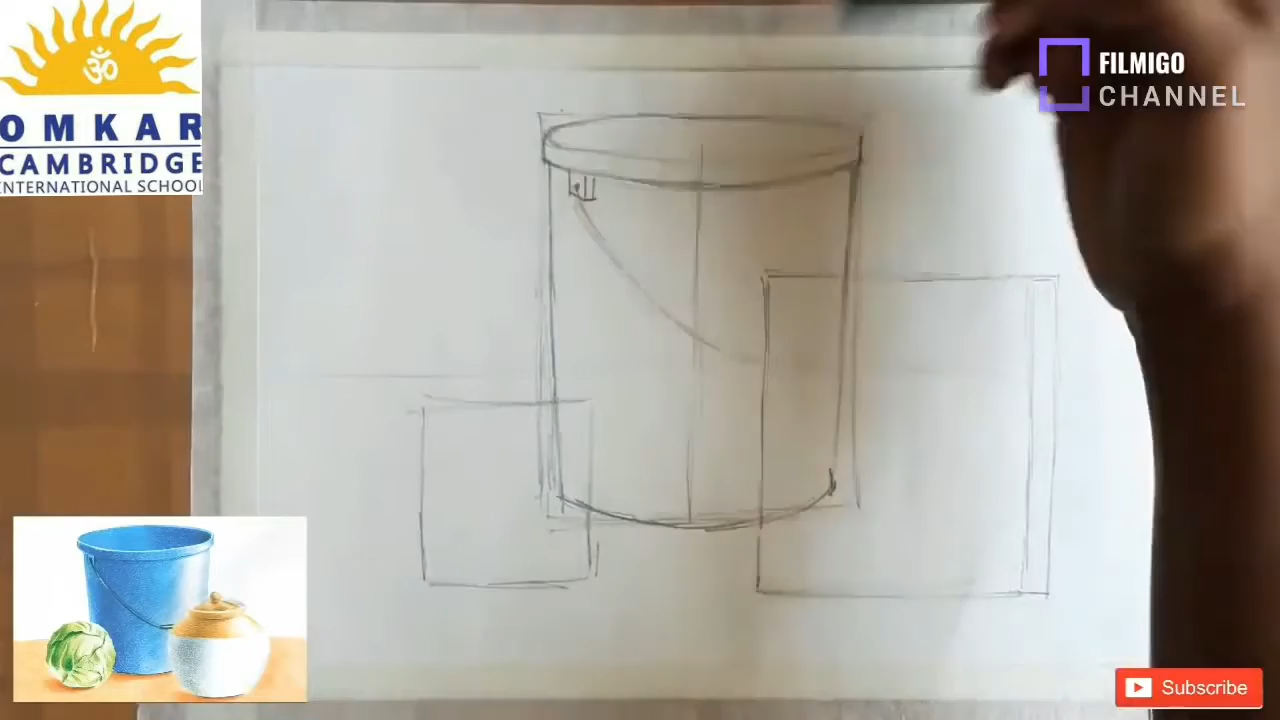 ॐ
OMKAR
CAMBRIDGE
INTERNATIONAL SCHOOL
FILMIGO
CHANNEL
Subscribe